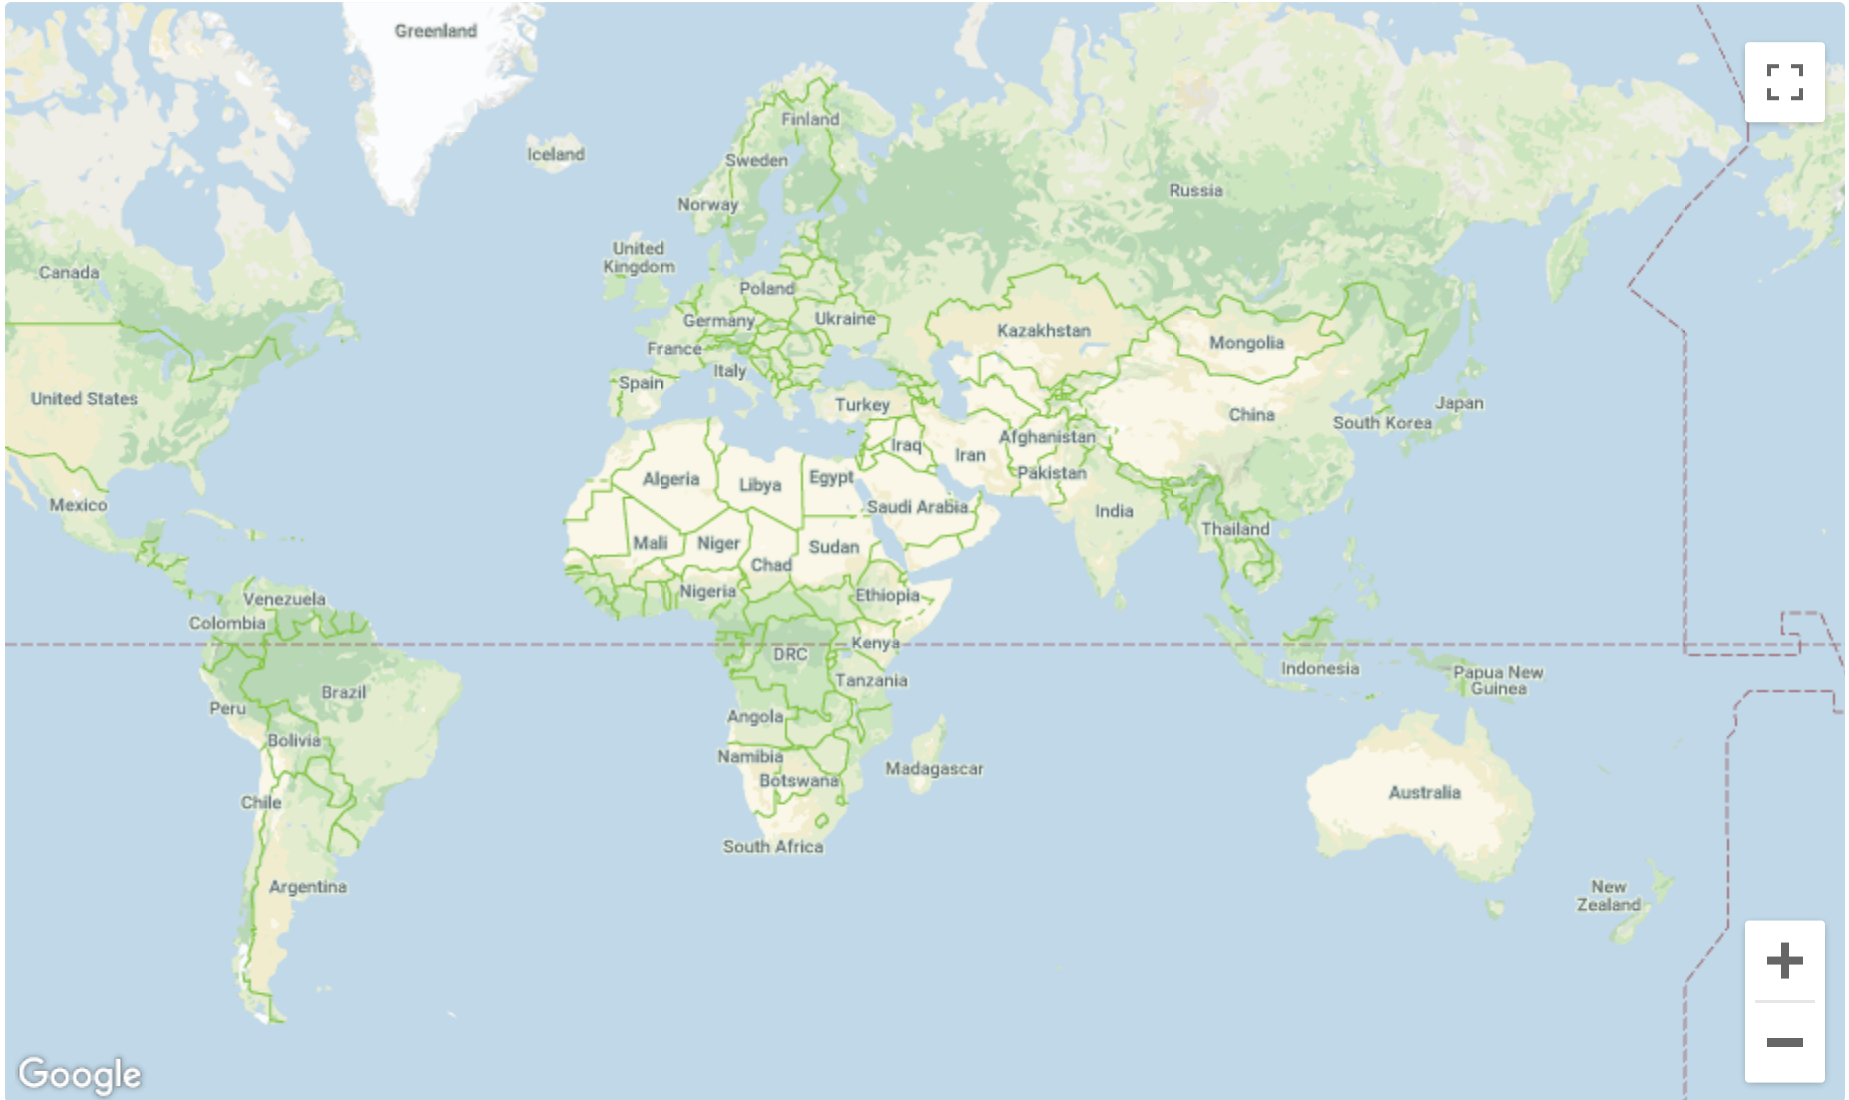 Greenland
Iceland
Finland
Sweden
Norway
Russia
United
Kingdom
Canada
Poland
Germany
Ukraine
France
Kazakhstan
Mongolia
Italy
Spain
United States
Turkey
China
Japan
South Korea
Afghanistan
Iraq
Iran
Pakistan
Algeria
Libya
Egypt
Mexico
Saudi Arabia
India
Thailand
Mali
Niger
Sudan
Chad
Nigeria
Ethiopia
Venezuela
Colombia
Kenya
DRC
Indonesia
Papua New
Guinea
Tanzania
Brazil
Peru
Angola
Bolivia
Namibia
Madagascar
Botswana
Australia
Chile
South Africa
Argentina
New
Zealand
Google